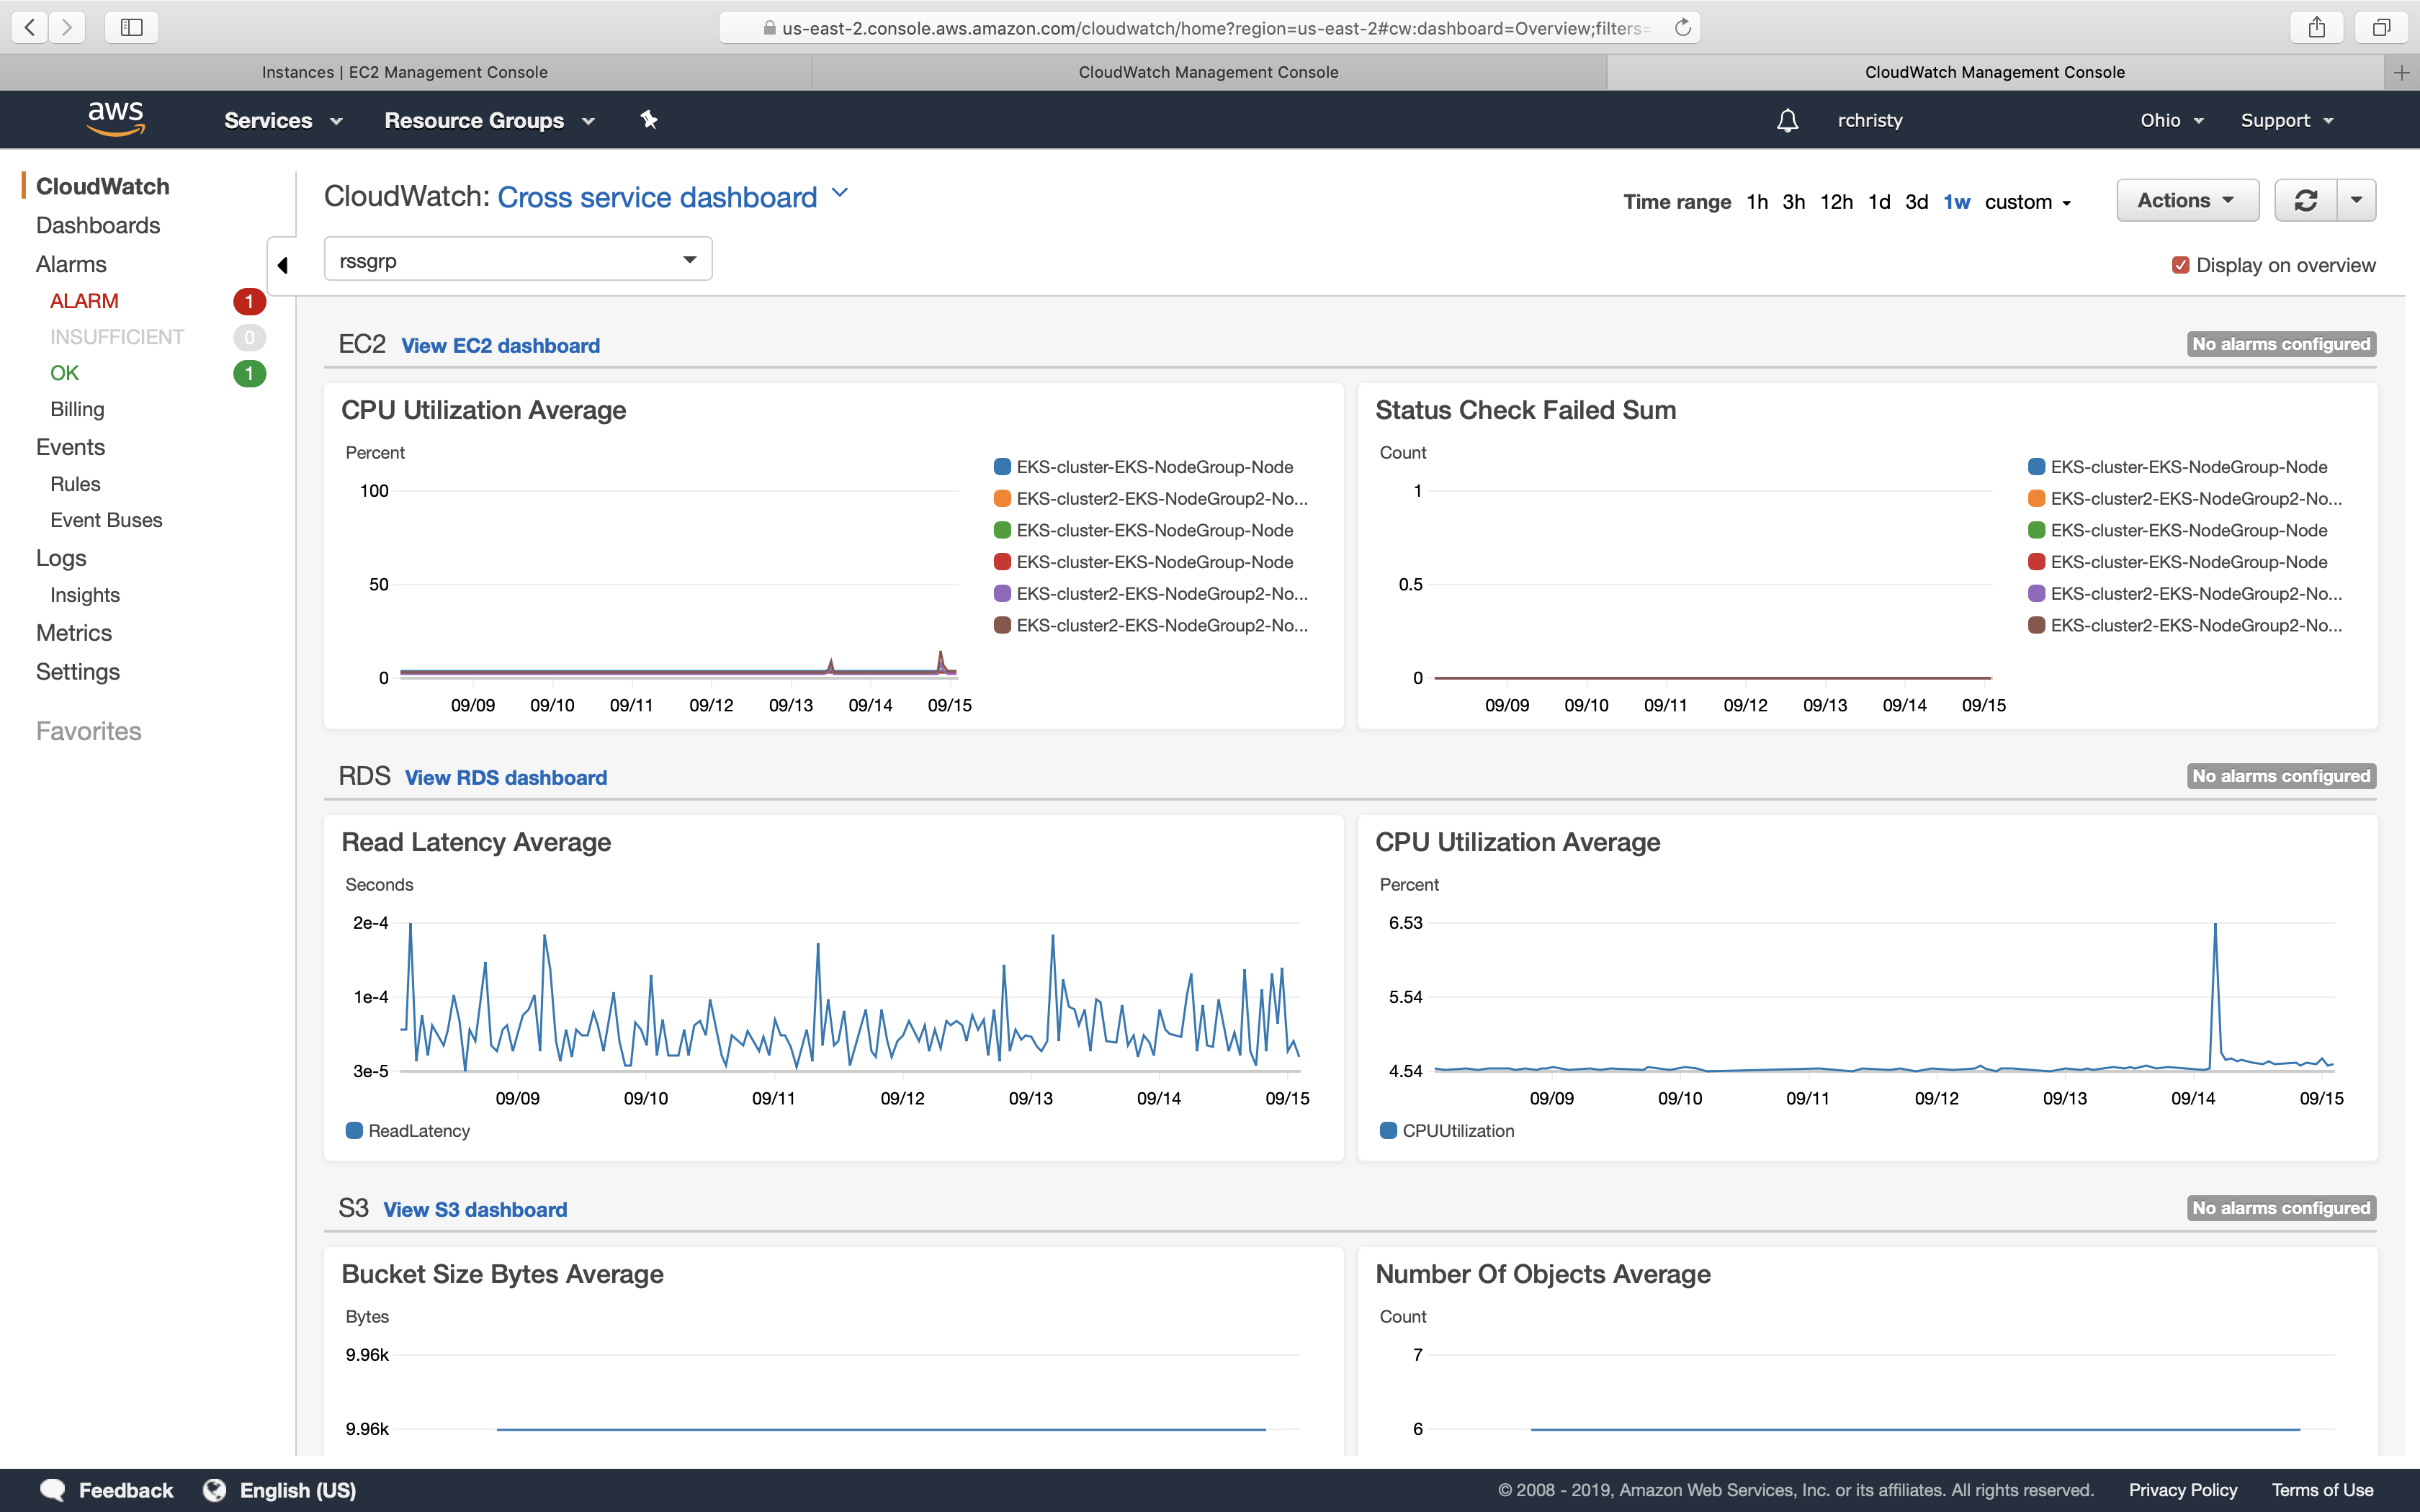 us-east-2.console.aws.amazon.com/cloudwatch/home?region=us-east-2#cw:dashboard=Overview;filters=
Instances | EC2 Management Console
CloudWatch Management Console
CloudWatch Management Console
aws
Services
Resource Groups
rchristy
Ohio
Support
CloudWatch
Dashboards
Alarms
ALARM 1
INSUFFICIENT 0
OK 1
Billing
Events
Rules
Event Buses
Logs
Insights
Metrics
Settings
Favorites
CloudWatch: Cross service dashboard
Time range 1h 3h 12h 1d 3d 1w custom
Actions
rssgrp
Display on overview
EC2 View EC2 dashboard
No alarms configured
CPU Utilization Average
Percent
100
50
0
09/09 09/10 09/11 09/12 09/13 09/14 09/15
EKS-cluster-EKS-NodeGroup-Node
EKS-cluster2-EKS-NodeGroup2-No...
EKS-cluster-EKS-NodeGroup-Node
EKS-cluster-EKS-NodeGroup-Node
EKS-cluster2-EKS-NodeGroup2-No...
EKS-cluster2-EKS-NodeGroup2-No...
Status Check Failed Sum
Count
1
0.5
0
09/09 09/10 09/11 09/12 09/13 09/14 09/15
EKS-cluster-EKS-NodeGroup-Node
EKS-cluster2-EKS-NodeGroup2-No...
EKS-cluster-EKS-NodeGroup-Node
EKS-cluster-EKS-NodeGroup-Node
EKS-cluster2-EKS-NodeGroup2-No...
EKS-cluster2-EKS-NodeGroup2-No...
RDS View RDS dashboard
No alarms configured
Read Latency Average
Seconds
2e-4
1e-4
3e-5
09/09 09/10 09/11 09/12 09/13 09/14 09/15
ReadLatency
CPU Utilization Average
Percent
6.53
5.54
4.54
09/09 09/10 09/11 09/12 09/13 09/14 09/15
CPUUtilization
S3 View S3 dashboard
No alarms configured
Bucket Size Bytes Average
Bytes
9.96k
9.96k
Number Of Objects Average
Count
7
6
Feedback
English (US)
© 2008 - 2019, Amazon Web Services, Inc. or its affiliates. All rights reserved.
Privacy Policy
Terms of Use